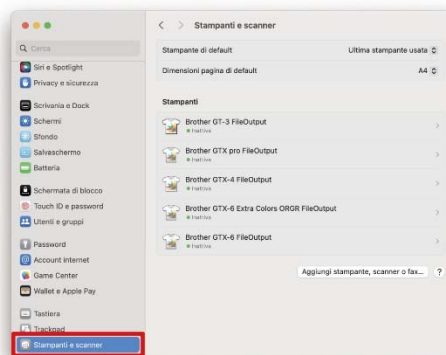 Stampanti e scanner
Cerca
Siri e Spotlight
Privacy e sicurezza
Scrivania e Dock
Schermi
Sfondo
Salvaschermo
Batteria
Schermata di blocco
Touch ID e password
Utenti e gruppi
Password
Account Internet
Game Center
Wallet e Apple Pay
Tastiera
Trackpad
Stampanti e scanner
Stampante di default Ultima stampante usata
Dimensioni pagina di default A4
Stampanti
Brother GT-3 FileOutput
Inattiva
Brother GTX pro FileOutput
Inattiva
Brother GTX-4 FileOutput
Inattiva
Brother GTX-6 Extra Colors ORGR FileOutput
Inattiva
Brother GTX-6 FileOutput
Inattiva
Aggiungi stampante, scanner o fax... ?